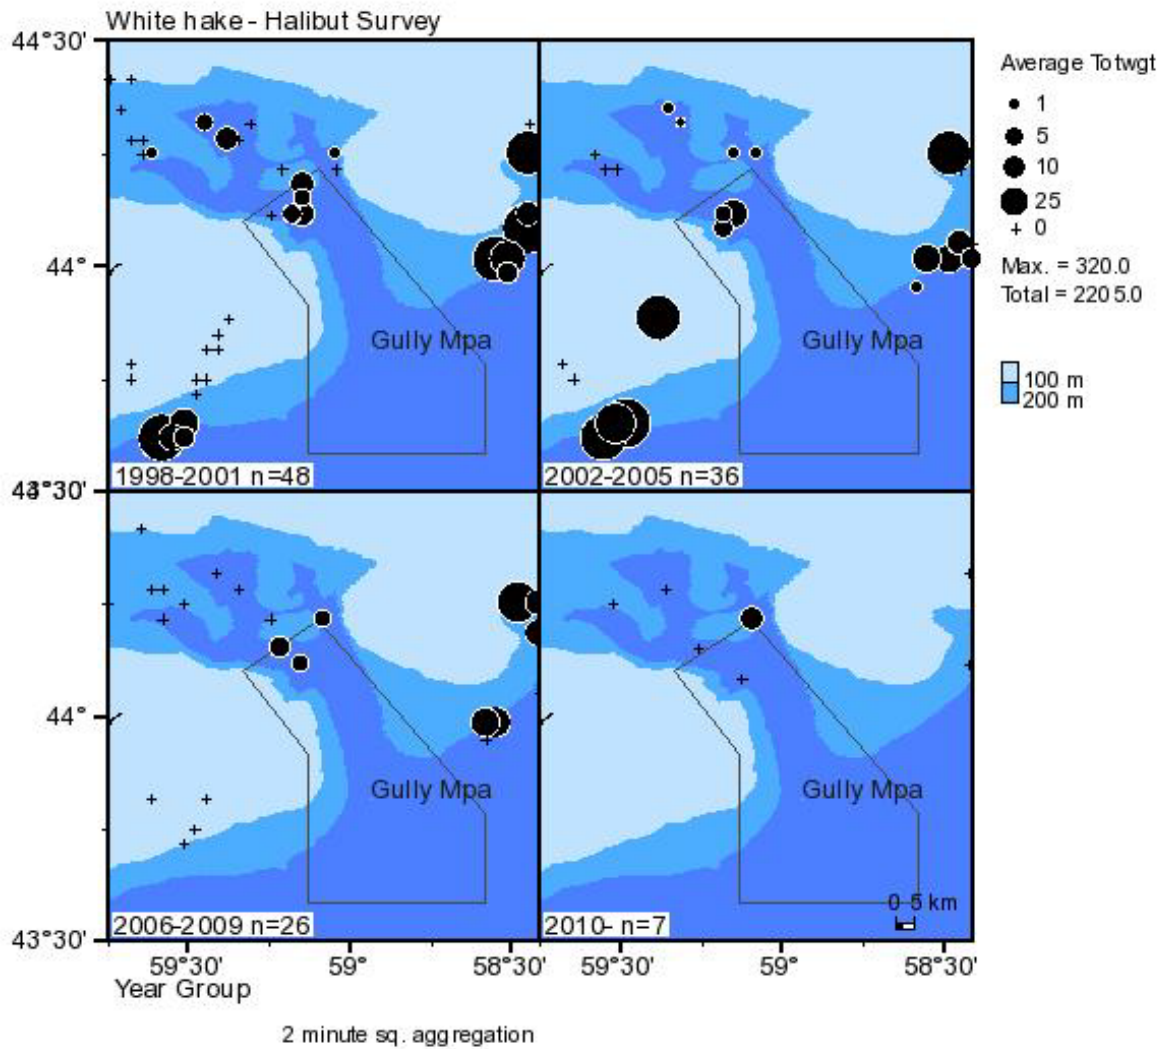 White hake - Halibut Survey
44°30'
Average Totwgt
1
5
10
25
0
Max. = 320.0
Total = 2205.0
100 m
200 m
44°
Gully Mpa
Gully Mpa
1998-2001 n=48
2002-2005 n=36
44°
Gully Mpa
Gully Mpa
0 5 km
2006-2009 n=26
2010- n=7
43°30'
59°30'
59°
58°30'
59°30'
59°
58°30'
Year Group
2 minute sq. aggregation